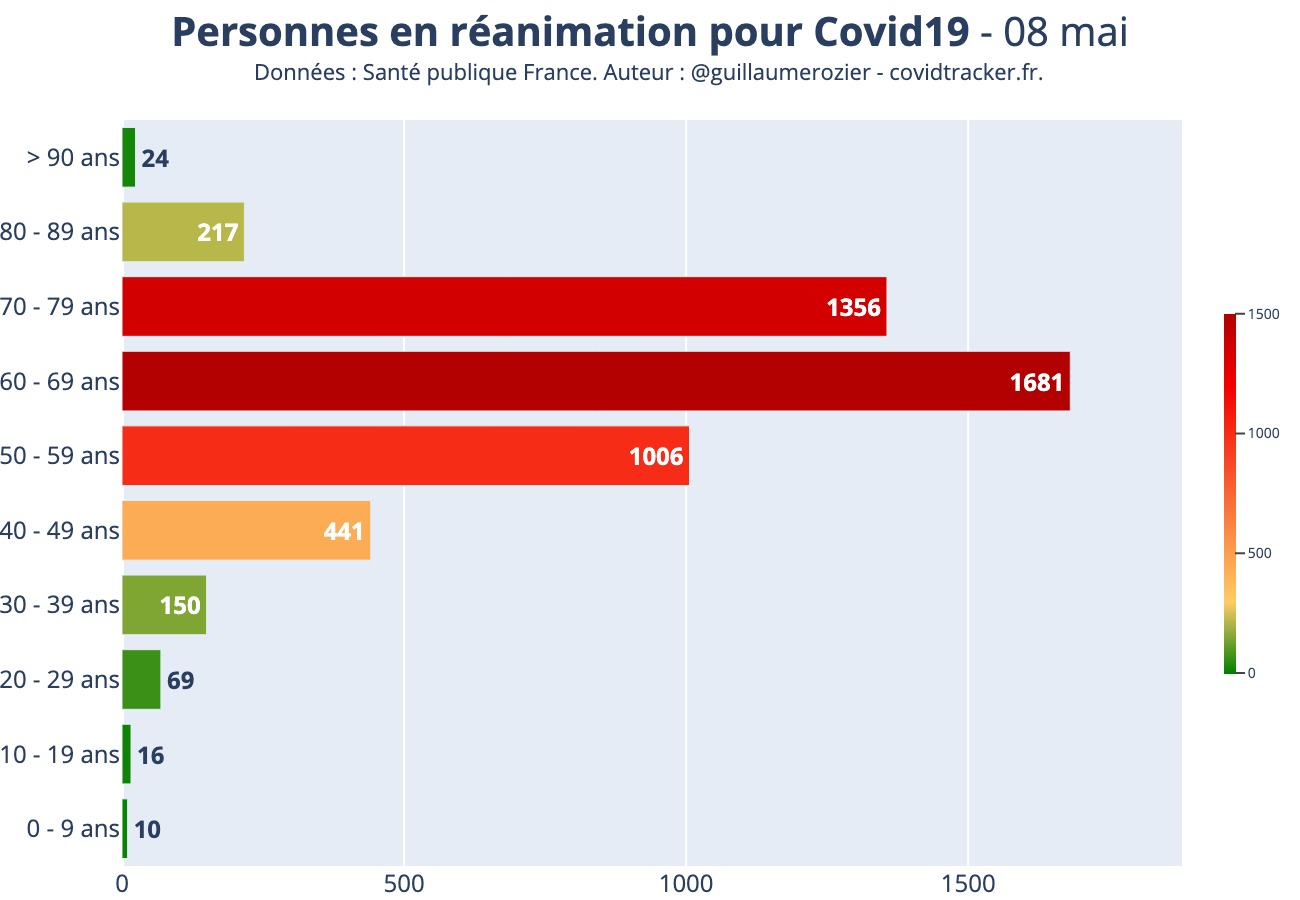 Personnes en réanimation pour Covid19 - 08 mai
Données : Santé publique France. Auteur : @guillaumerozier - covidtracker.fr.
> 90 ans 24
80 - 89 ans 217
70 - 79 ans 1356
60 - 69 ans 1681
50 - 59 ans 1006
40 - 49 ans 441
30 - 39 ans 150
20 - 29 ans 69
10 - 19 ans 16
0 - 9 ans 10
0 500 1000 1500
1500
1000
500
0